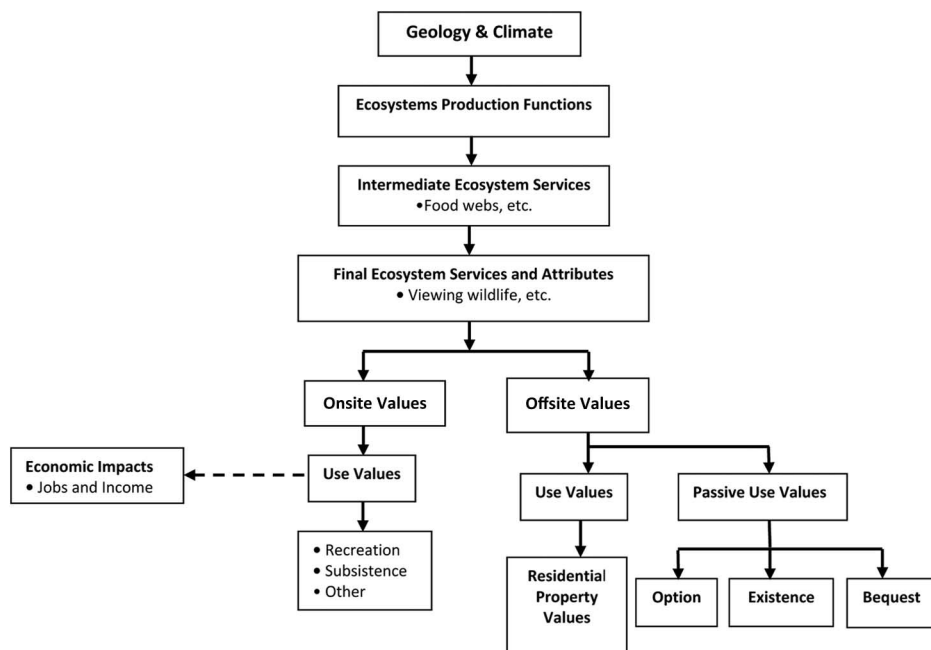 Geology & Climate
Ecosystems Production Functions
Intermediate Ecosystem Services
•Food webs, etc.
Final Ecosystem Services and Attributes
• Viewing wildlife, etc.
Onsite Values
Offsite Values
Economic Impacts
• Jobs and Income
Use Values
Use Values
Passive Use Values
• Recreation
• Subsistence
• Other
Residential
Property
Values
Option
Existence
Bequest